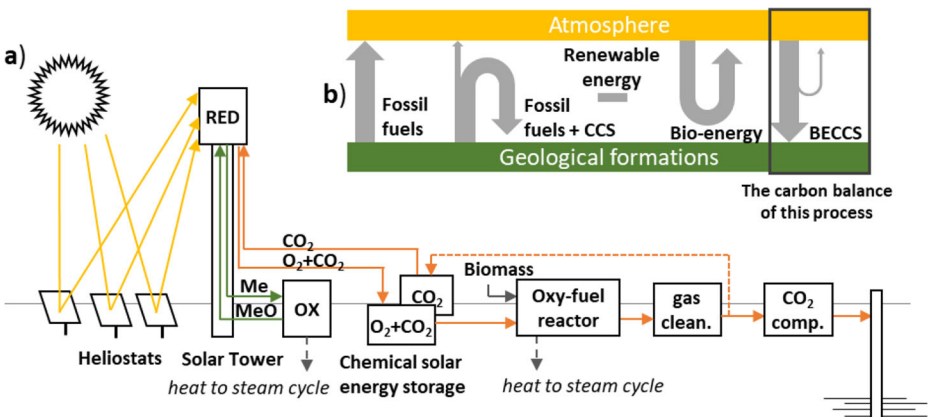 a)
RED
CO₂
O₂+CO₂
Me
MeO
OX
Heliostats
Solar Tower
heat to steam cycle
CO₂
O₂+CO₂
Chemical solar
energy storage
Biomass
Oxy-fuel
reactor
heat to steam cycle
gas
clean.
CO₂
comp.
b)
Atmosphere
Fossil
fuels
Fossil
fuels + CCS
Renewable
energy
Bio-energy
BECCS
Geological formations
The carbon balance
of this process